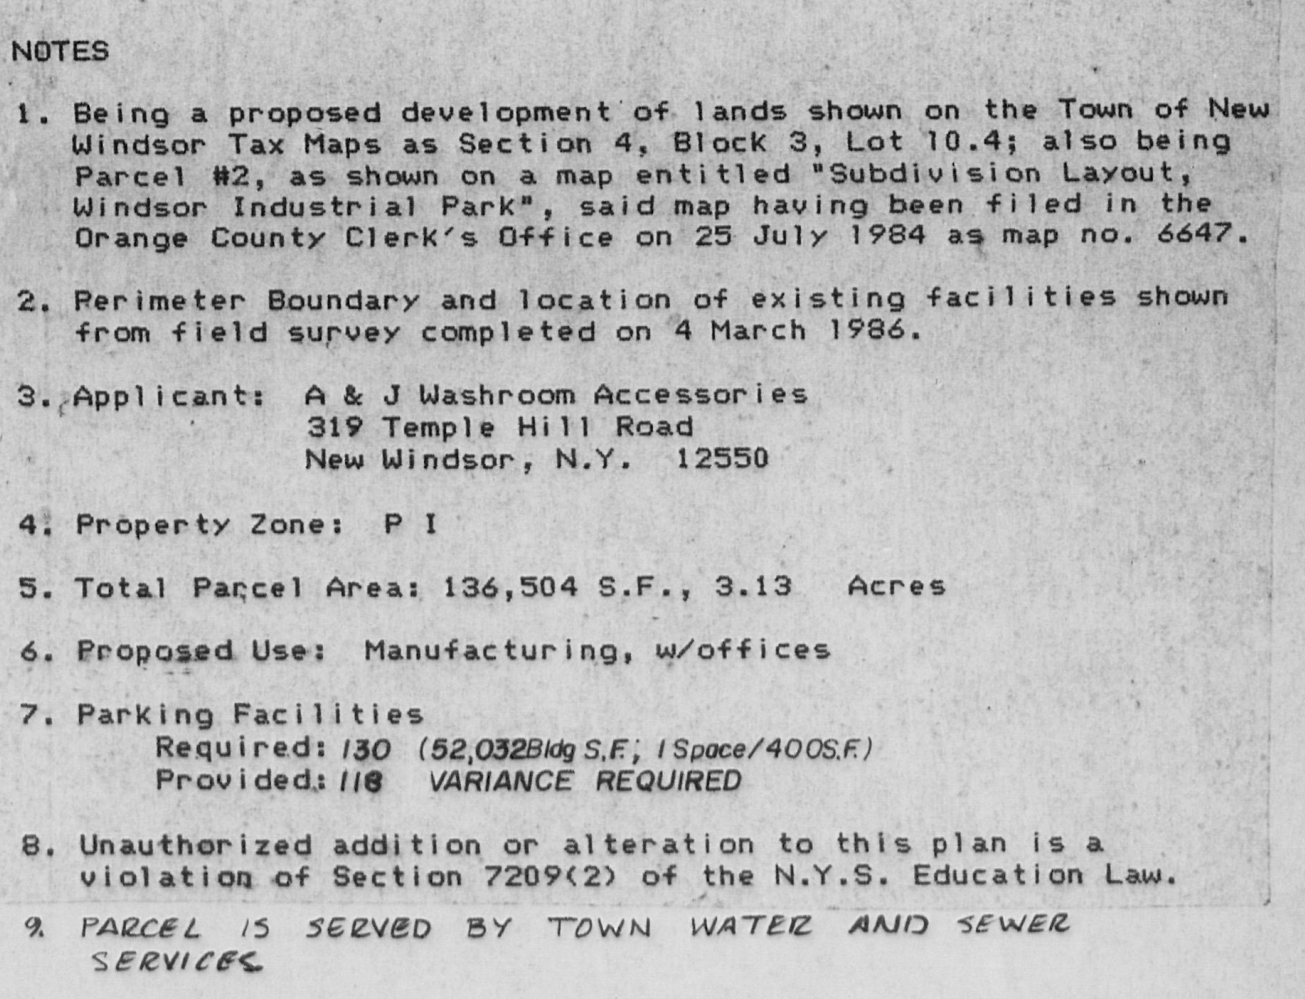 NOTES
1. Being a proposed development of lands shown on the Town of New
Windsor Tax Maps as Section 4, Block 3, Lot 10.4; also being
Parcel #2, as shown on a map entitled "Subdivision Layout,
Windsor Industrial Park", said map having been filed in the
Orange County Clerk's Office on 25 July 1984 as map no. 6647.
2. Perimeter Boundary and location of existing facilities shown
from field survey completed on 4 March 1986.
3. Applicant: A & J Washroom Accessories
319 Temple Hill Road
New Windsor, N.Y. 12550
4. Property Zone: P I
5. Total Parcel Area: 136,504 S.F., 3.13 Acres
6. Proposed Use: Manufacturing, w/offices
7. Parking Facilities
Required: 130 (52,032 Bldg S.F.; 1 Space/400 S.F.)
Provided: 118 VARIANCE REQUIRED
8. Unauthorized addition or alteration to this plan is a
violation of Section 7209(2) of the N.Y.S. Education Law.
9. PARCEL IS SERVED BY TOWN WATER AND SEWER
SERVICES